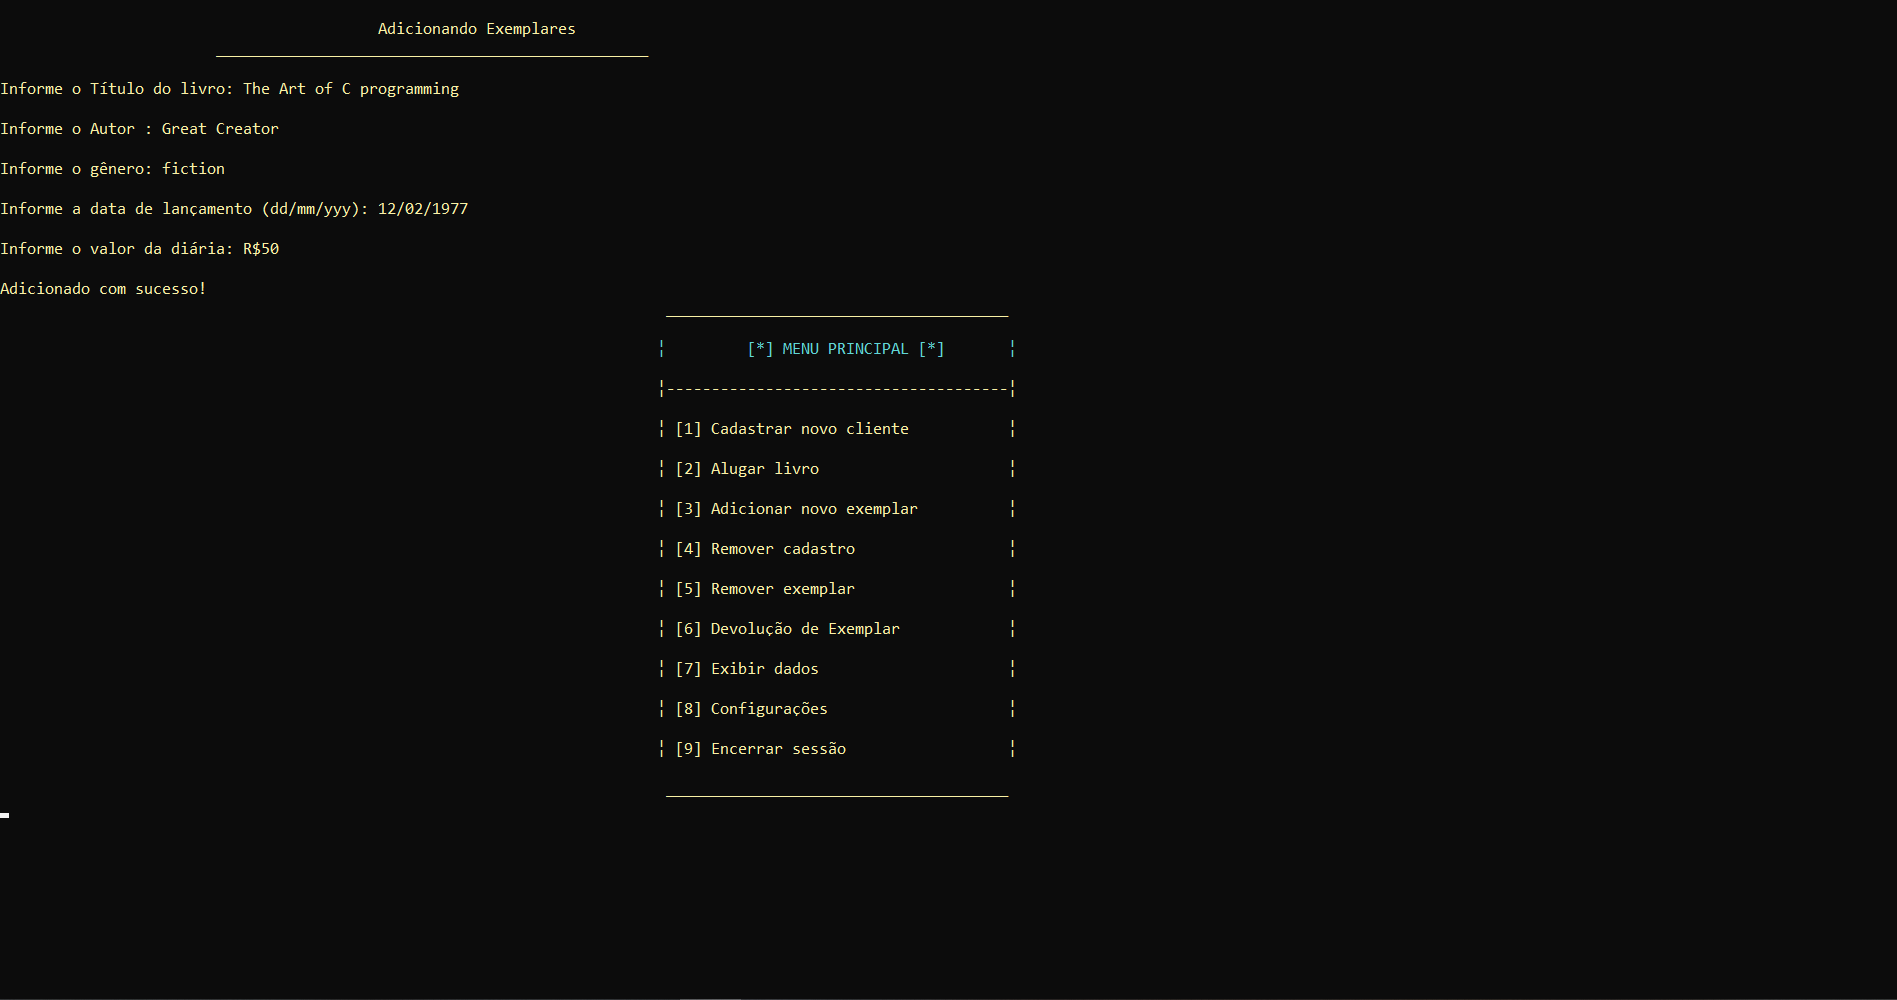 Adicionando Exemplares
Informe o Título do livro: The Art of C programming
Informe o Autor : Great Creator
Informe o gênero: fiction
Informe a data de lançamento (dd/mm/yyy): 12/02/1977
Informe o valor da diária: R$50
Adicionado com sucesso!
[*] MENU PRINCIPAL [*]
[1] Cadastrar novo cliente
[2] Alugar livro
[3] Adicionar novo exemplar
[4] Remover cadastro
[5] Remover exemplar
[6] Devolução de Exemplar
[7] Exibir dados
[8] Configurações
[9] Encerrar sessão